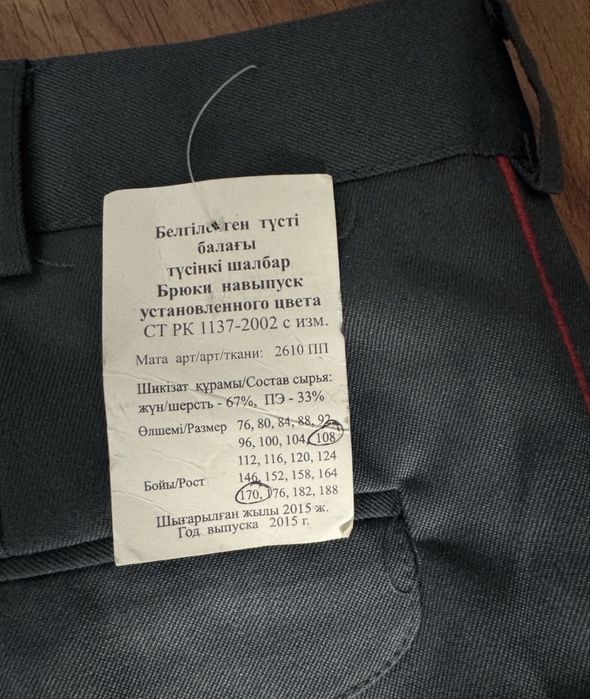 Белгіленген түсті
балағы
түсіңкі шалбар
Брюки навыпуск
установленного цвета
СТ РК 1137-2002 с изм.
Мата арт/арт/ткани: 2610 ПП
Шикізат құрамы/Состав сырья:
жүн/шерсть - 67%, ПЭ - 33%
Өлшемі/Размер 76, 80, 84, 88, 92,
96, 100, 104, 108
112, 116, 120, 124
Бойы/Рост 146, 152, 158, 164
170, 176, 182, 188
Шығарылған жылы 2015 ж.
Год выпуска 2015 г.